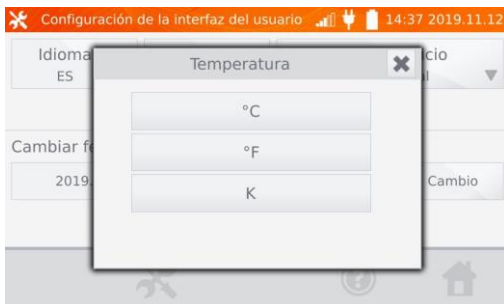 Configuración de la interfaz del usuario 14:37 2019.11.12
Idioma
ES
Temperatura
°C
°F
K
Cambiar
2019.
Cambio